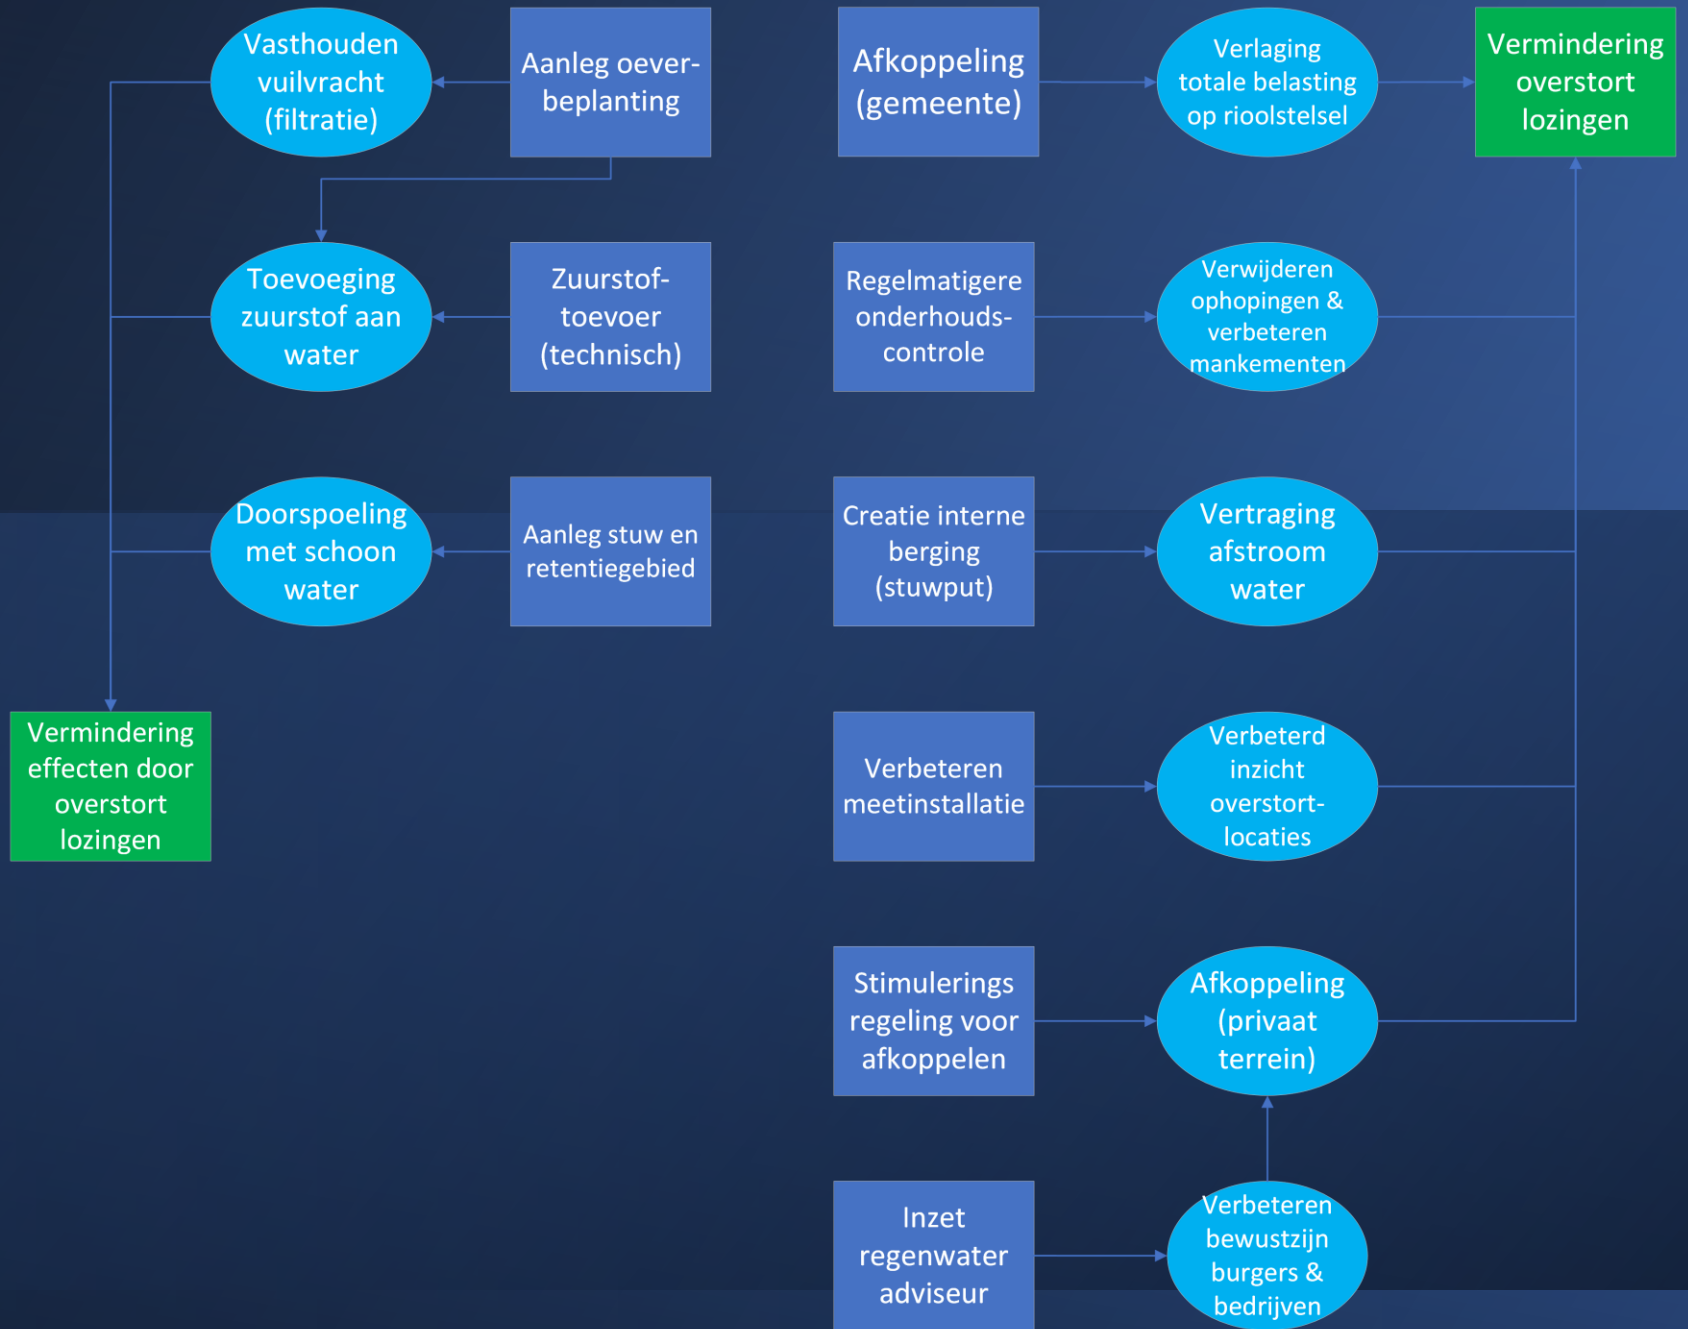 Vasthouden
vuilvracht
(filtratie)
Aanleg oever-
beplanting
Afkoppeling
(gemeente)
Verlaging
totale belasting
op rioolstelsel
Vermindering
overstort
lozingen
Toevoeging
zuurstof aan
water
Zuurstof-
toevoer
(technisch)
Regelmatigere
onderhouds-
controle
Verwijderen
ophopingen &
verbeteren
mankementen
Doorspoeling
met schoon
water
Aanleg stuw en
retentiegebied
Creatie interne
berging
(stuwput)
Vertraging
afstroom
water
Vermindering
effecten door
overstort
lozingen
Verbeteren
meetinstallatie
Verbeterd
inzicht
overstort-
locaties
Stimulerings
regeling voor
afkoppelen
Afkoppeling
(privaat
terrein)
Inzet
regenwater
adviseur
Verbeteren
bewustzijn
burgers &
bedrijven